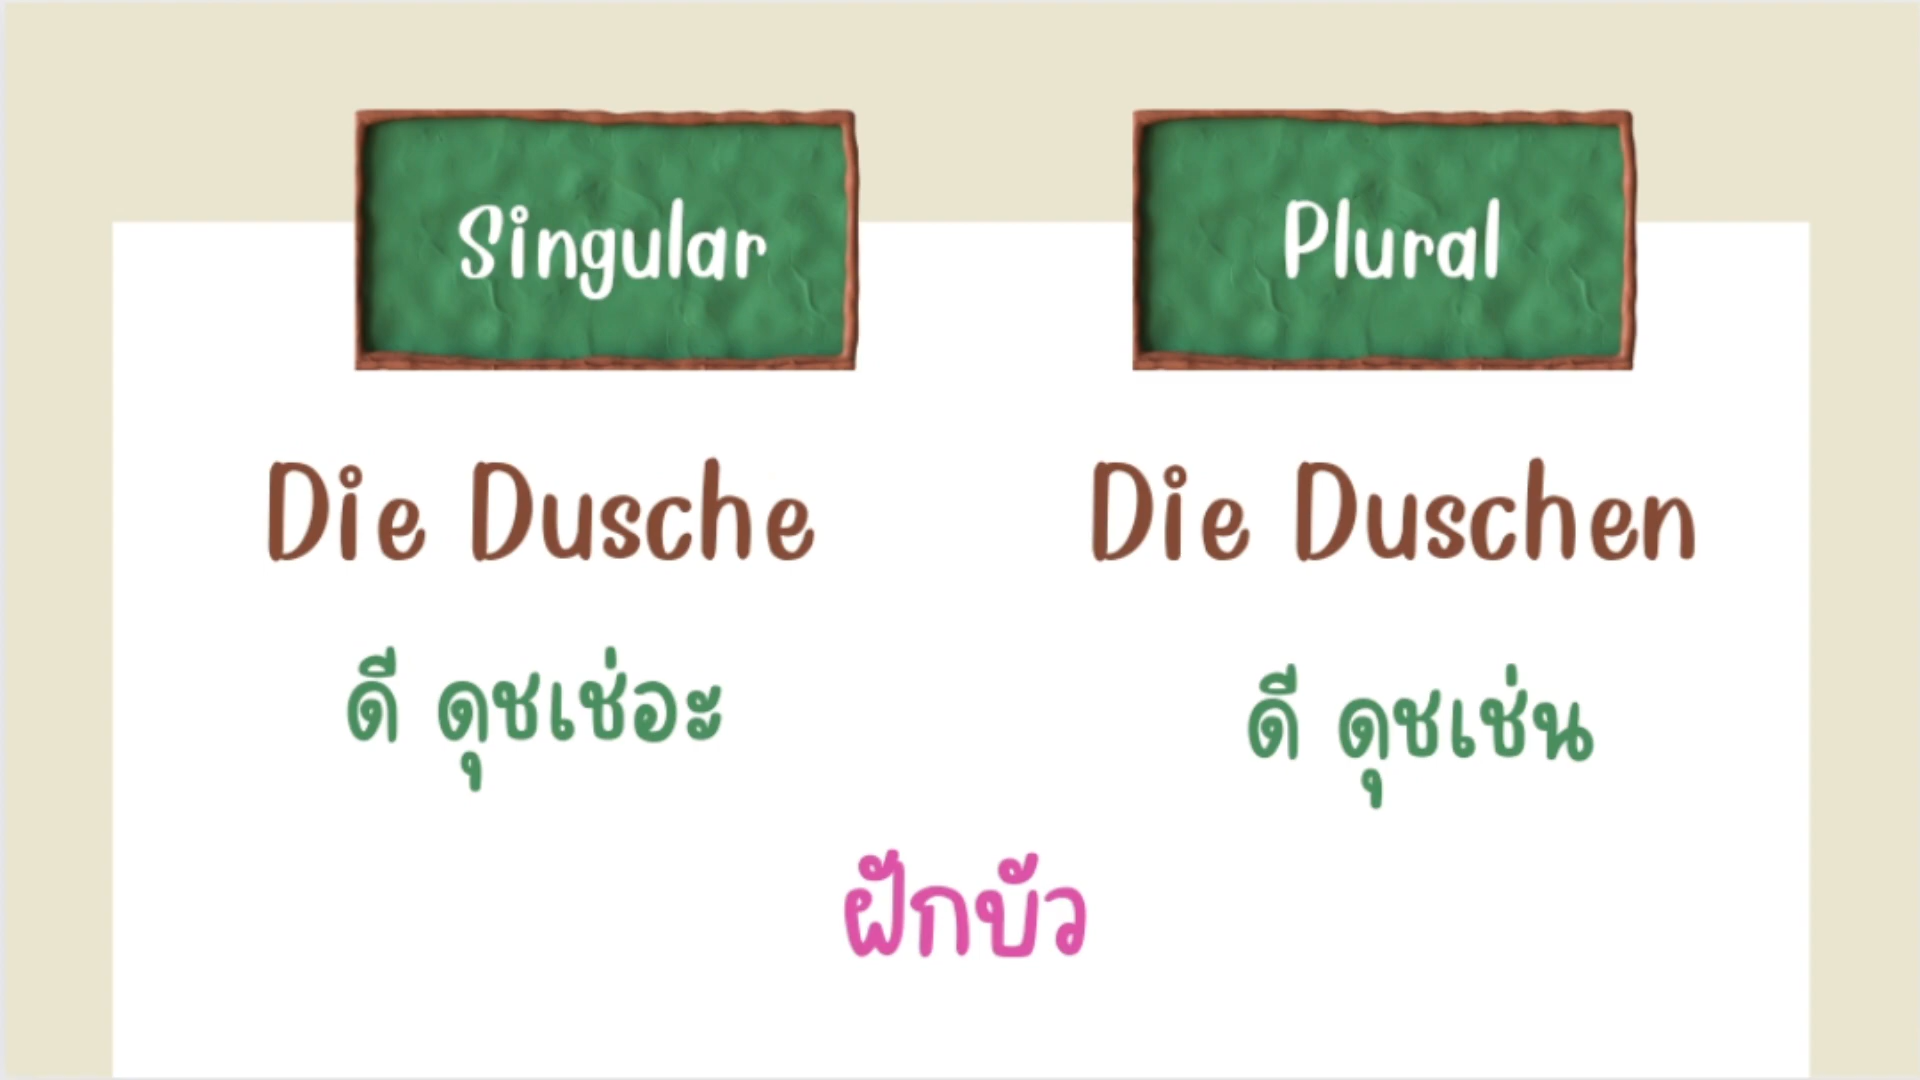 Singular
Plural
Die Dusche
Die Duschen
ดี ดุชเช่อะ
ดี ดุชเช่น
ฝักบัว